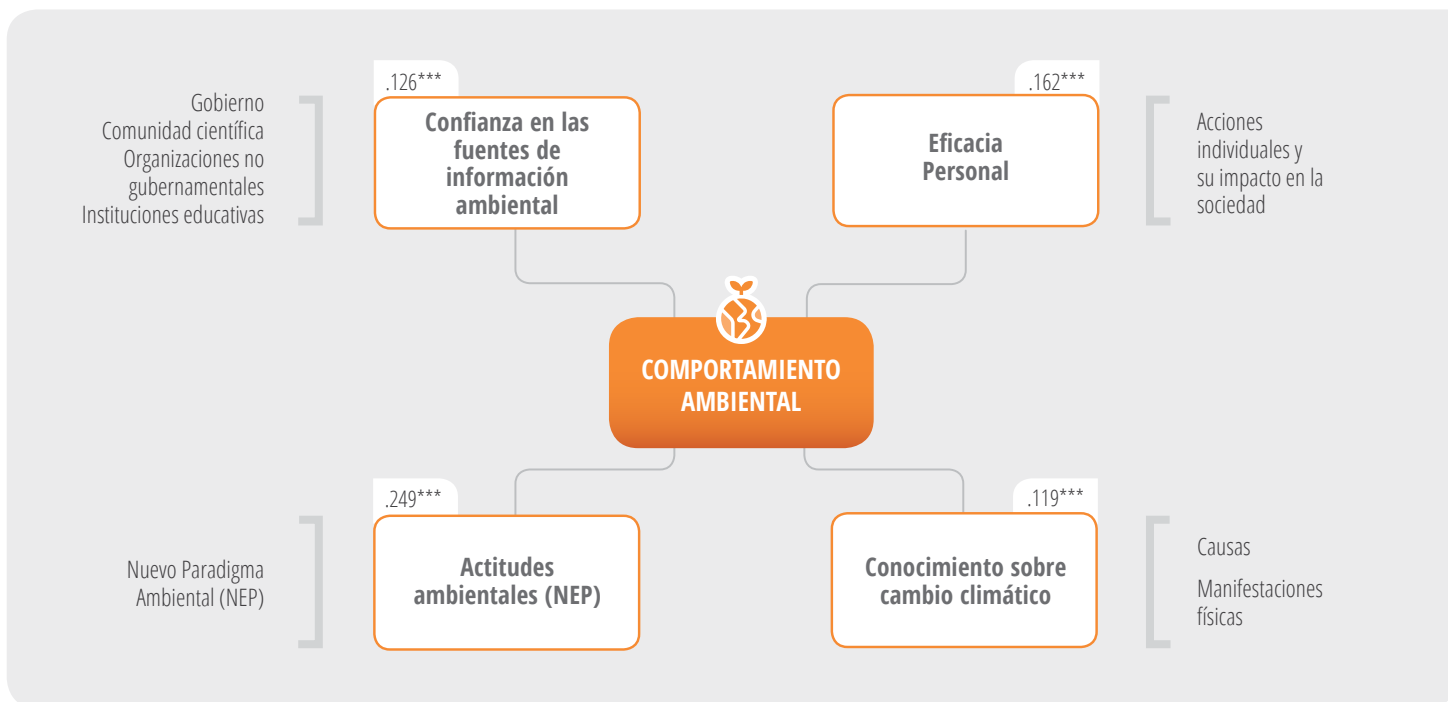 Gobierno
Comunidad científica
Organizaciones no
gubernamentales
Instituciones educativas
.126***
Confianza en las
fuentes de
información
ambiental
.162***
Eficacia
Personal
Acciones
individuales y
su impacto en la
sociedad
COMPORTAMIENTO
AMBIENTAL
Nuevo Paradigma
Ambiental (NEP)
.249***
Actitudes
ambientales (NEP)
.119***
Conocimiento sobre
cambio climático
Causas
Manifestaciones
físicas